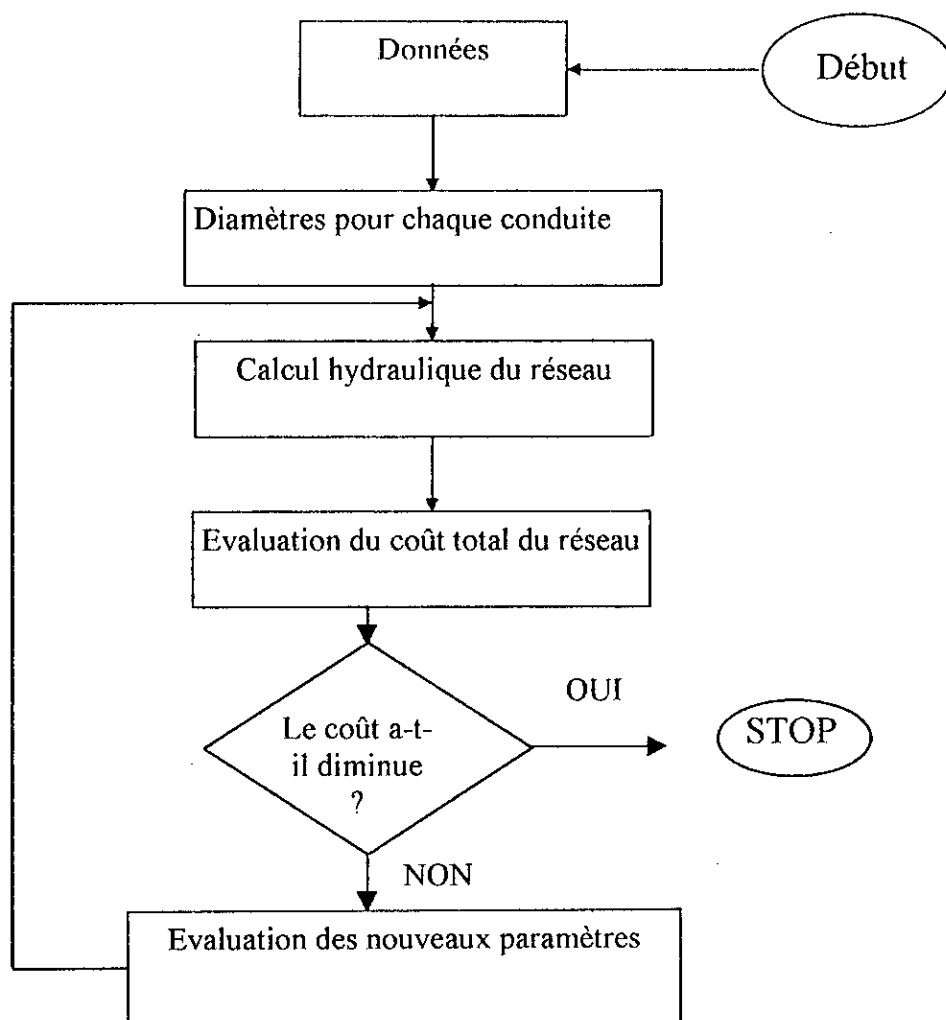 Données
Début
Diamètres pour chaque conduite
Calcul hydraulique du réseau
Evaluation du coût total du réseau
Le coût a-t-
il diminue
?
OUI
STOP
NON
Evaluation des nouveaux paramètres